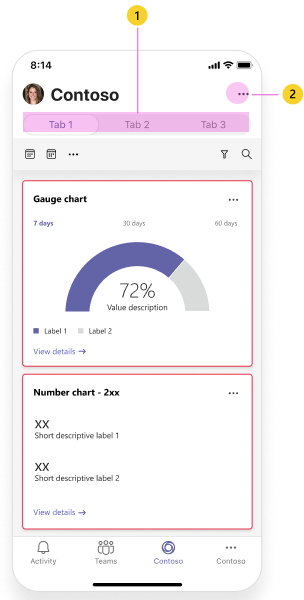 1
8:14
Contoso
2
Tab 1 Tab 2 Tab 3
Gauge chart
7 days 30 days 60 days
72%
Value description
Label 1 Label 2
View details →
Number chart - 2xx
XX
Short descriptive label 1
XX
Short descriptive label 2
View details →
Activity Teams Contoso Contoso